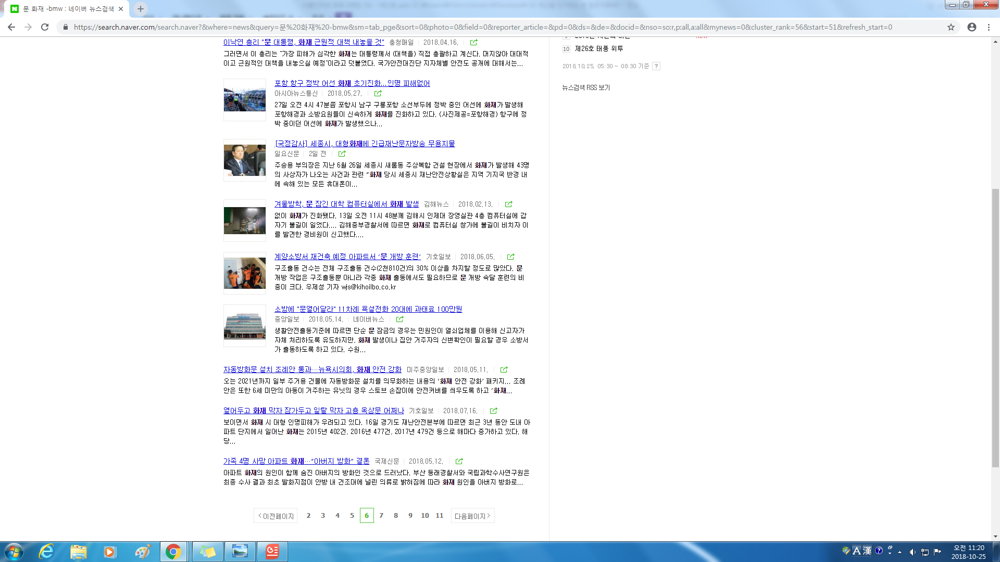 문 화재 -bmw : 네이버 뉴스검색
https://search.naver.com/search.naver?&where=news&query=문%20화재%20-bmw&sm=tab_pge&sort=0&photo=0&field=0&reporter_article=&pd=0&ds=&de=&docid=&nso=so:r,p:all,a:all&mynews=0&cluster_rank=56&start=51&refresh_start=0
이낙연 총리 "문 대통령, 화재 근원적 대책 내놓을 것" 충청매일 2018.04.16.
그러면서 이 총리는 "가장 피해가 심각한 화재는 대통령께서 (대책을) 직접 총괄하고 계신다. 머지않아 대대적
이고 근원적인 대책을 내놓으실 예정"이라고 덧붙였다. 국가안전대진단 지자체별 안전도 공개에 대해서는...
포항 항구 정박 어선 화재 초기진화...인명 피해없어
아시아뉴스통신 2018.05.27.
27일 오전 4시 47분쯤 포항시 남구 구룡포항 소선부두에 정박 중인 어선에 화재가 발생해
포항해경과 소방요원들이 신속하게 화재를 진화하고 있다. (사진제공=포항해경) 항구에 정
박 중이던 어선에 화재가 발생했으나...
[국정감사] 세종시, 대형화재에 긴급재난문자방송 무용지물
일요신문 2일 전
주승용 부의장은 지난 6월 26일 세종시 새롬동 주상복합 건설 현장에서 화재가 발생해 43명
의 사상자가 나오는 사건과 관련 “화재 당시 세종시 재난안전상황실은 지역 기지국 반경 내
에 속해 있는 모든 휴대폰이...
겨울방학, 문 잠긴 대학 컴퓨터실에서 화재 발생 김해뉴스 2018.02.13.
없이 화재가 진화됐다. 13일 오전 11시 48분께 김해시 인제대 장영실관 4층 컴퓨터실에 갑
자기 불길이 일었다.... 김해중부경찰서에 따르면 화재로 컴퓨터실 창가에 불길이 비치자 이
를 발견한 경비원이 신고했다....
계양소방서 재건축 예정 아파트서 ‘문 개방 훈련’ 기호일보 2018.06.05.
구조출동 건수는 전체 구조출동 건수(2천810건)의 30% 이상을 차지할 정도로 많았다. 문
개방 작업은 구조출동뿐 아니라 각종 화재 출동에서도 필요하므로 문 개방 숙달 훈련의 비
중이 크다. 우제성 기자 wjs@kihoilbo.co.kr
소방에 "문열어달라" 11차례 욕설전화 20대에 과태료 100만원
중앙일보 2018.05.14. 네이버뉴스
생활안전출동기준에 따르면 단순 문 잠금의 경우는 민원인이 열쇠업체를 이용해 신고자가
자체 처리하도록 유도하지만, 화재 발생이나 집안 거주자의 신변확인이 필요할 경우 소방서
가 출동하도록 하고 있다. 수원...
자동방화문 설치 조례안 통과…뉴욕시의회, 화재 안전 강화 미주중앙일보 2018.05.11.
오는 2021년까지 일부 주거용 건물에 자동방화문 설치를 의무화하는 내용의 ‘화재 안전 강화’ 패키지... 조례
안은 또한 6세 미만의 아동이 거주하는 유닛의 경우 스토브 손잡이에 안전커버를 씌우도록 하고 ‘화재...
열어두고 화재 막자 잠가두고 일탈 막자 고층 옥상문 어쩌나 기호일보 2018.07.16.
보이면서 화재 시 대형 인명피해가 우려되고 있다. 16일 경기도 재난안전본부에 따르면 최근 3년 동안 도내 아
파트 단지에서 일어난 화재는 2015년 402건, 2016년 477건, 2017년 479건 등으로 해마다 증가하고 있다. 해
당...
가족 4명 사망 아파트 화재…“아버지 방화” 결론 국제신문 2018.05.12.
아파트 화재의 원인이 함께 숨진 아버지의 방화인 것으로 드러났다. 부산 동래경찰서와 국립과학수사연구원은
최종 수사 결과 최초 발화지점이 안방 내 건조대에 널린 의류로 밝혀짐에 따라 화재 원인을 아버지 방화로...
이전페이지 2 3 4 5 6 7 8 9 10 11 다음페이지
10 제26호 태풍 위투
2018.10.25. 05:30 ~ 08:30 기준 ?
뉴스검색 RSS 보기
A 漢
오전 11:20
2018-10-25